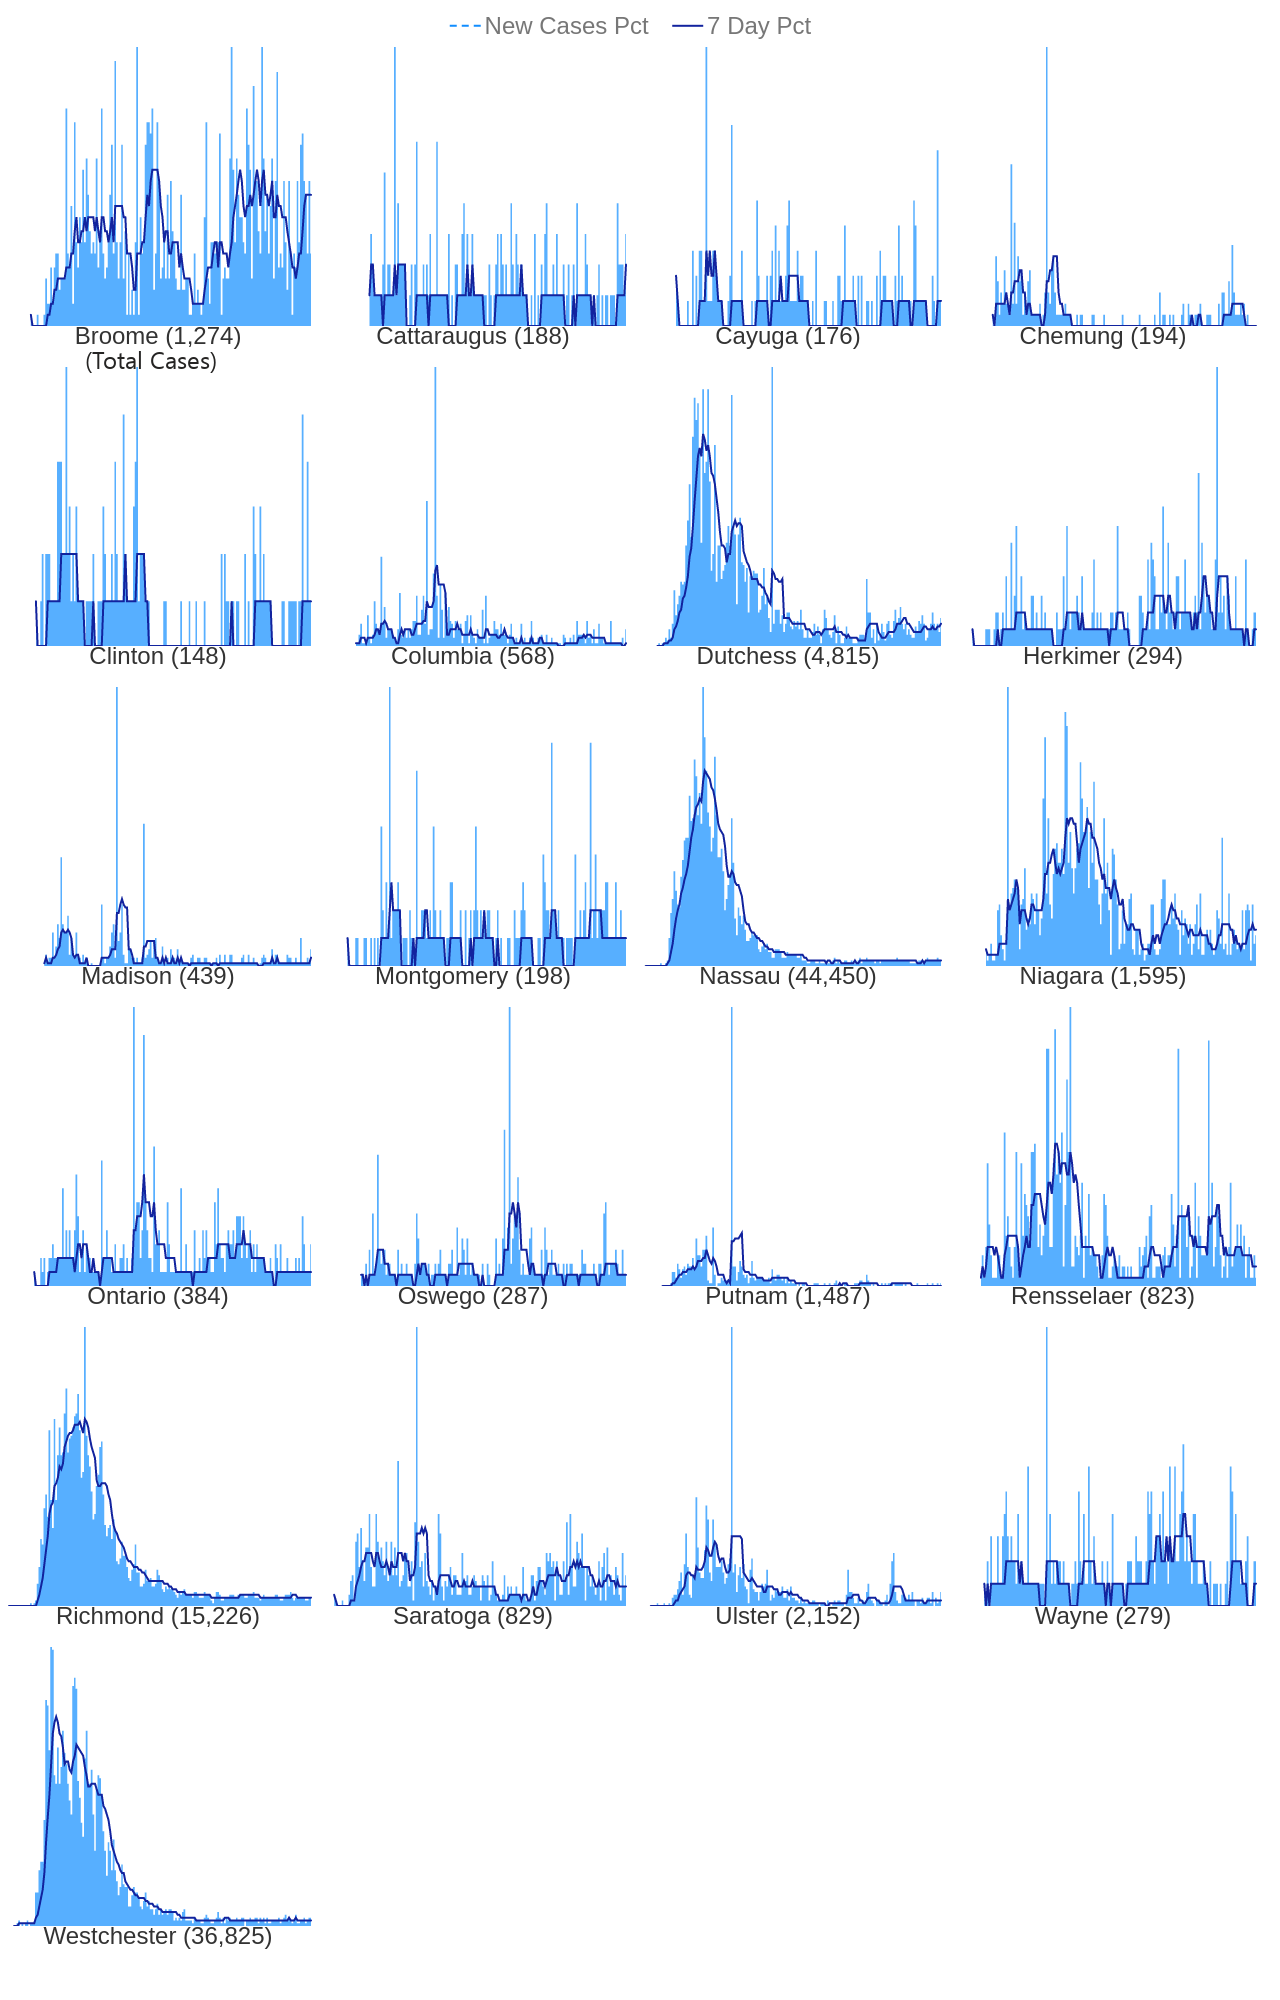 New Cases Pct 7 Day Pct
Broome (1,274) Cattaraugus (188) Cayuga (176) Chemung (194)
(Total Cases)
Clinton (148) Columbia (568) Dutchess (4,815) Herkimer (294)
Madison (439) Montgomery (198) Nassau (44,450) Niagara (1,595)
Ontario (384) Oswego (287) Putnam (1,487) Rensselaer (823)
Richmond (15,226) Saratoga (829) Ulster (2,152) Wayne (279)
Westchester (36,825)